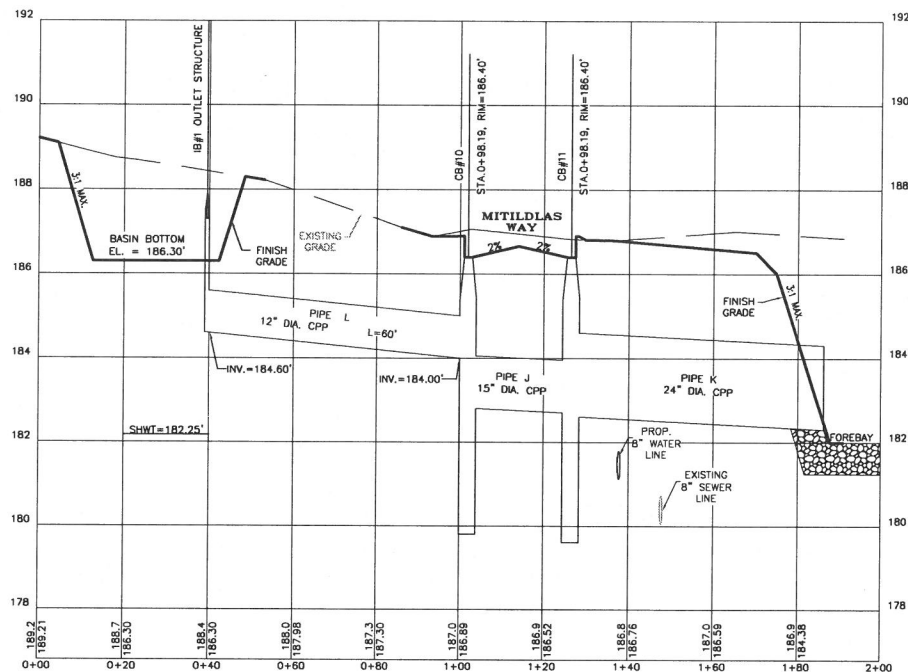 192
190
188
186
184
182
180
178
192
190
188
186
184
182
180
178
IB#1 OUTLET STRUCTURE
CB#10
STA.0+98.19, RIM=186.40'
CB#11
STA.0+98.19, RIM=186.40'
3:1 MAX.
BASIN BOTTOM
EL. = 186.30'
FINISH
GRADE
EXISTING
GRADE
MITILDLAS
WAY
2%
2%
FINISH
GRADE
3:1 MAX.
PIPE L
12" DIA. CPP
L=60'
INV.=184.60'
INV.=184.00'
PIPE J
15" DIA. CPP
PIPE K
24" DIA. CPP
SHWT=182.25'
PROP.
8" WATER
LINE
EXISTING
8" SEWER
LINE
FOREBAY
189.2
189.21
188.7
186.30
188.4
186.30
188.0
187.98
187.3
187.30
187.0
186.89
186.9
186.52
186.8
186.76
187.0
186.59
186.9
184.38
0+00
0+20
0+40
0+60
0+80
1+00
1+20
1+40
1+60
1+80
2+00